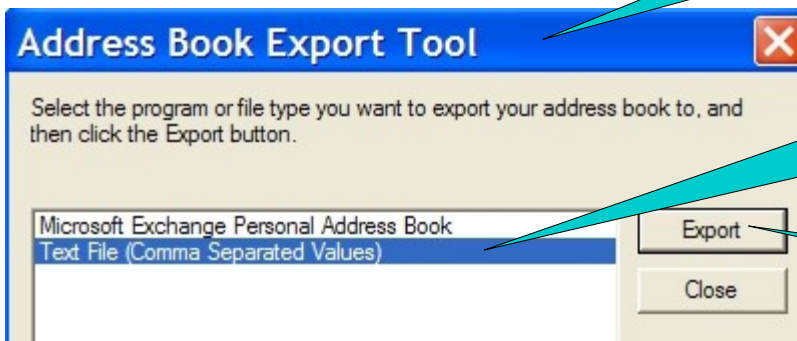 Address Book Export Tool
Select the program or file type you want to export your address book to, and
then click the Export button.
Microsoft Exchange Personal Address Book
Text File (Comma Separated Values)
Export
Close